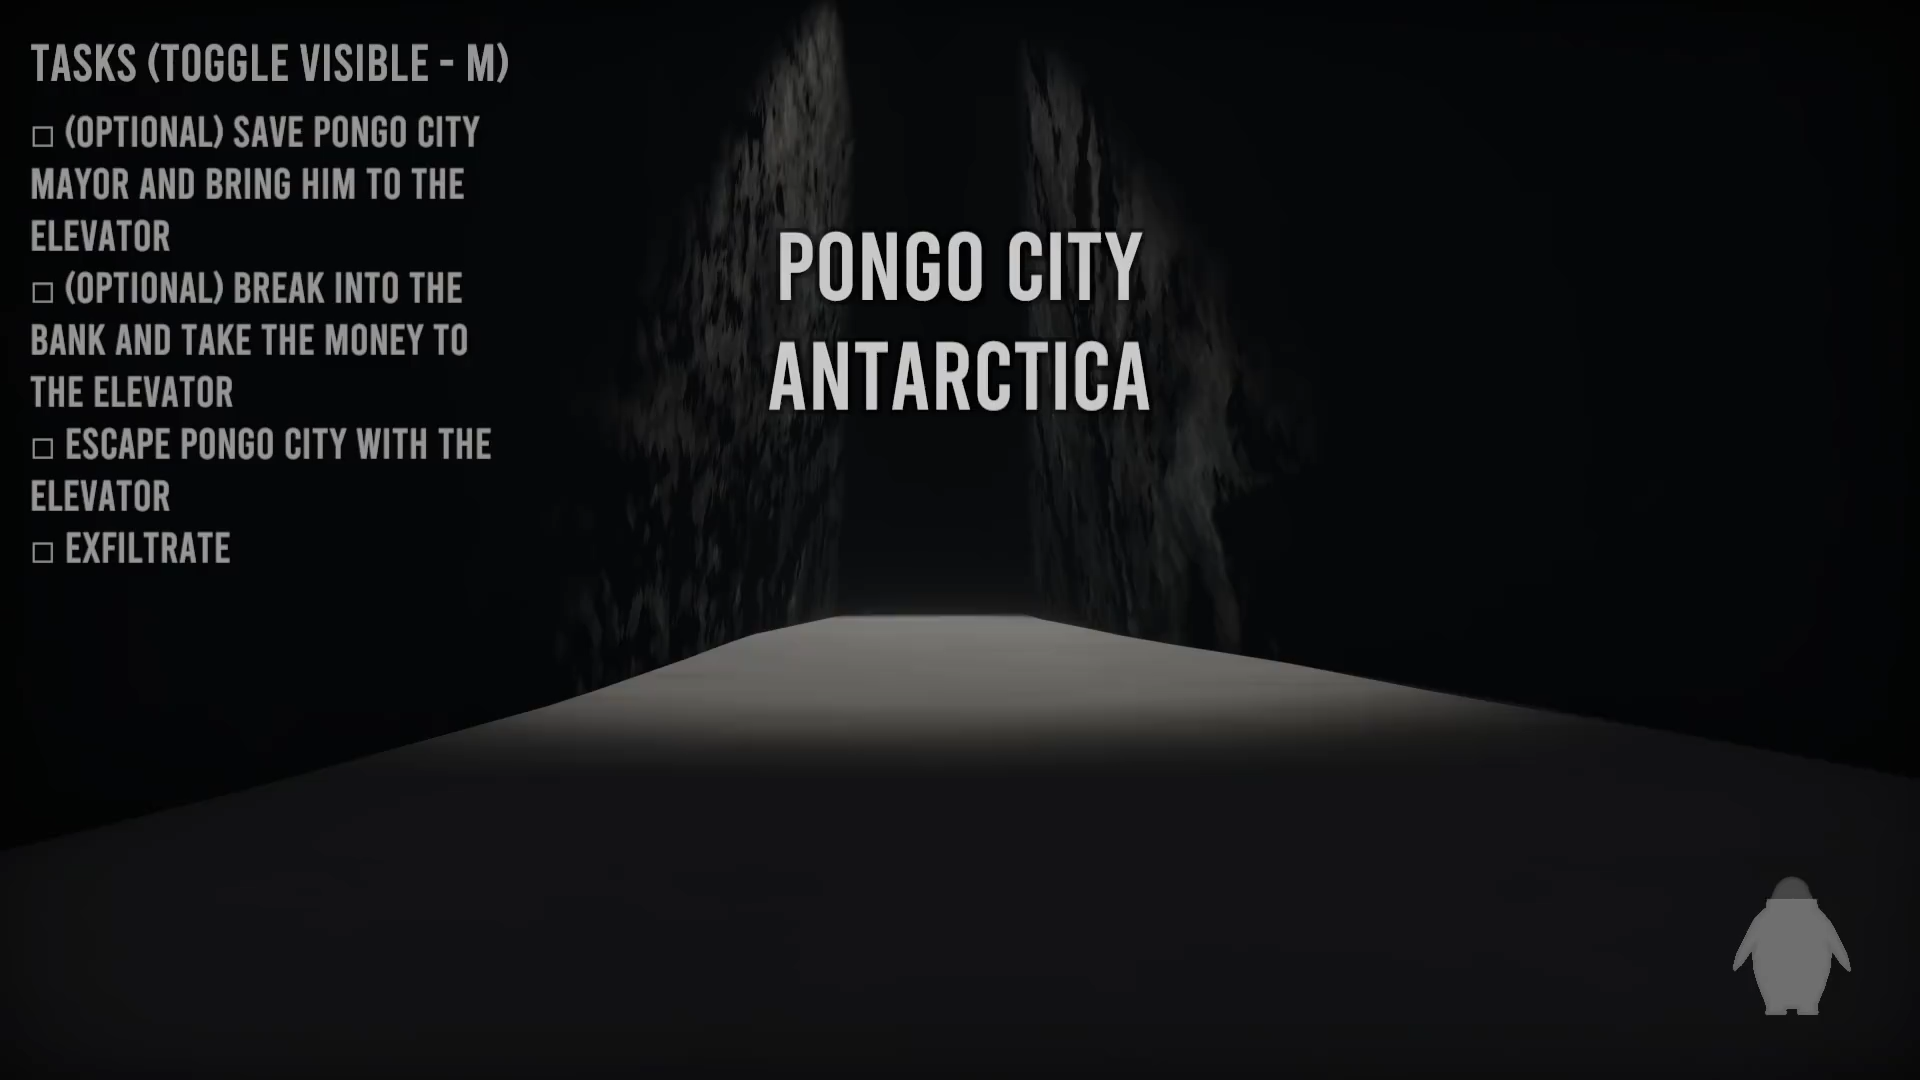 TASKS (TOGGLE VISIBLE - M)
□ (OPTIONAL) SAVE PONGO CITY
MAYOR AND BRING HIM TO THE
ELEVATOR
□ (OPTIONAL) BREAK INTO THE
BANK AND TAKE THE MONEY TO
THE ELEVATOR
□ ESCAPE PONGO CITY WITH THE
ELEVATOR
□ EXFILTRATE
PONGO CITY
ANTARCTICA